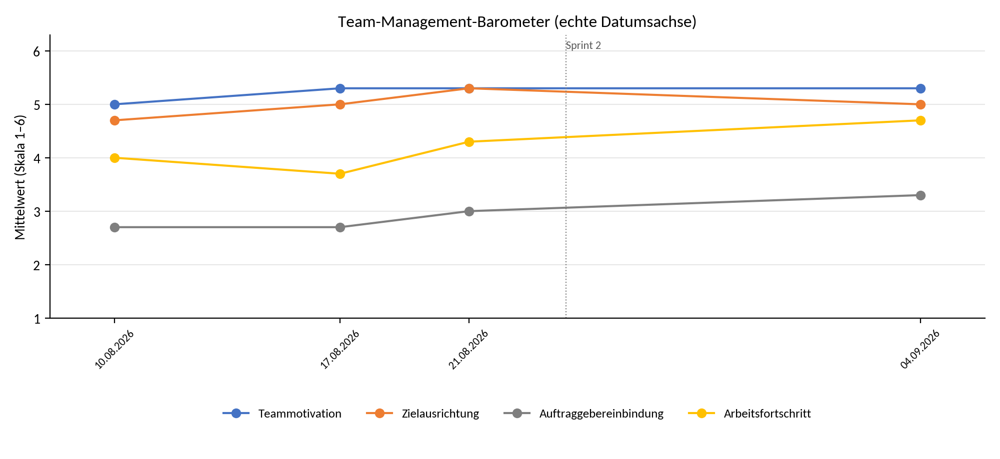 Team-Management-Barometer (echte Datumsachse)
Sprint 2
Mittelwert (Skala 1–6)
6
5
4
3
2
1
10.08.2026
17.08.2026
21.08.2026
04.09.2026
Teammotivation
Zielausrichtung
Auftraggebereinbindung
Arbeitsfortschritt